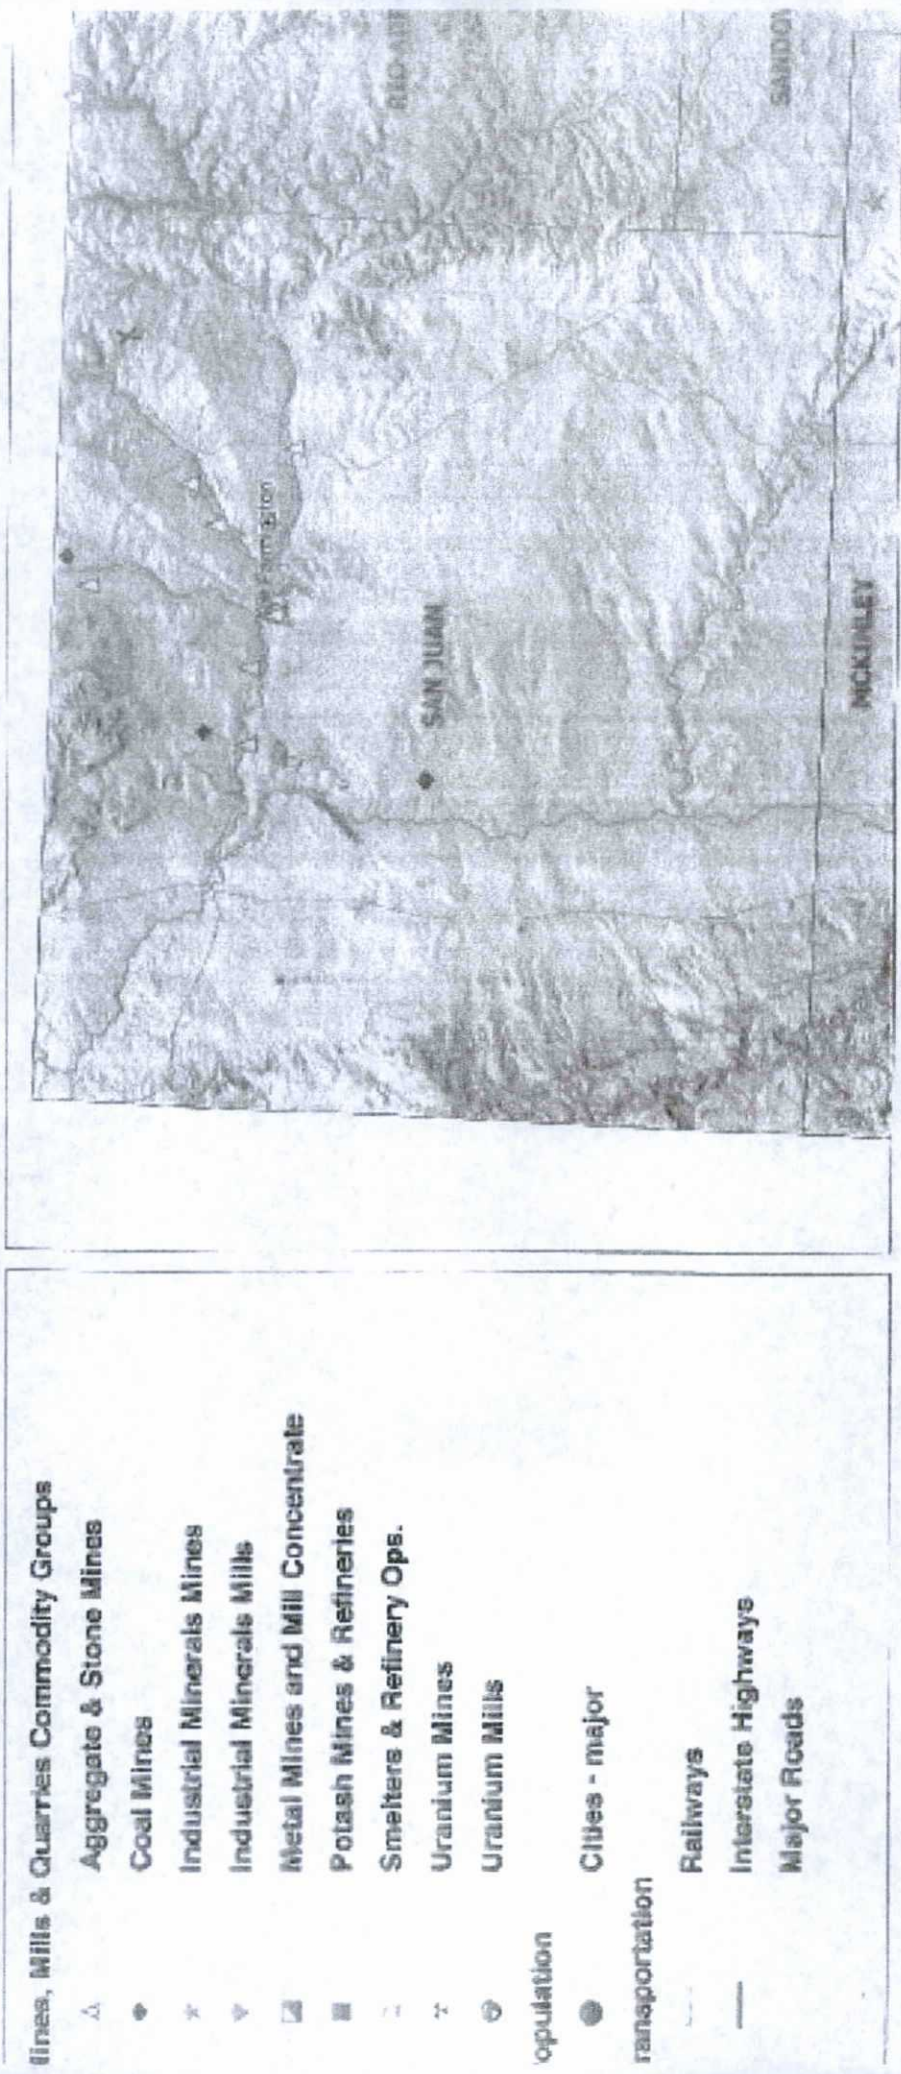 lines, Mills & Quarries Commodity Groups
Aggregate & Stone Mines
Coal Mines
Industrial Minerals Mines
Industrial Minerals Mills
Metal Mines and Mill Concentrate
Potash Mines & Refineries
Smelters & Refinery Ops.
Uranium Mines
Uranium Mills
opulation
Cities - major
ransportation
Railways
Interstate Highways
Major Roads
Farmington
SAN JUAN
MCKINLEY
SANDOV